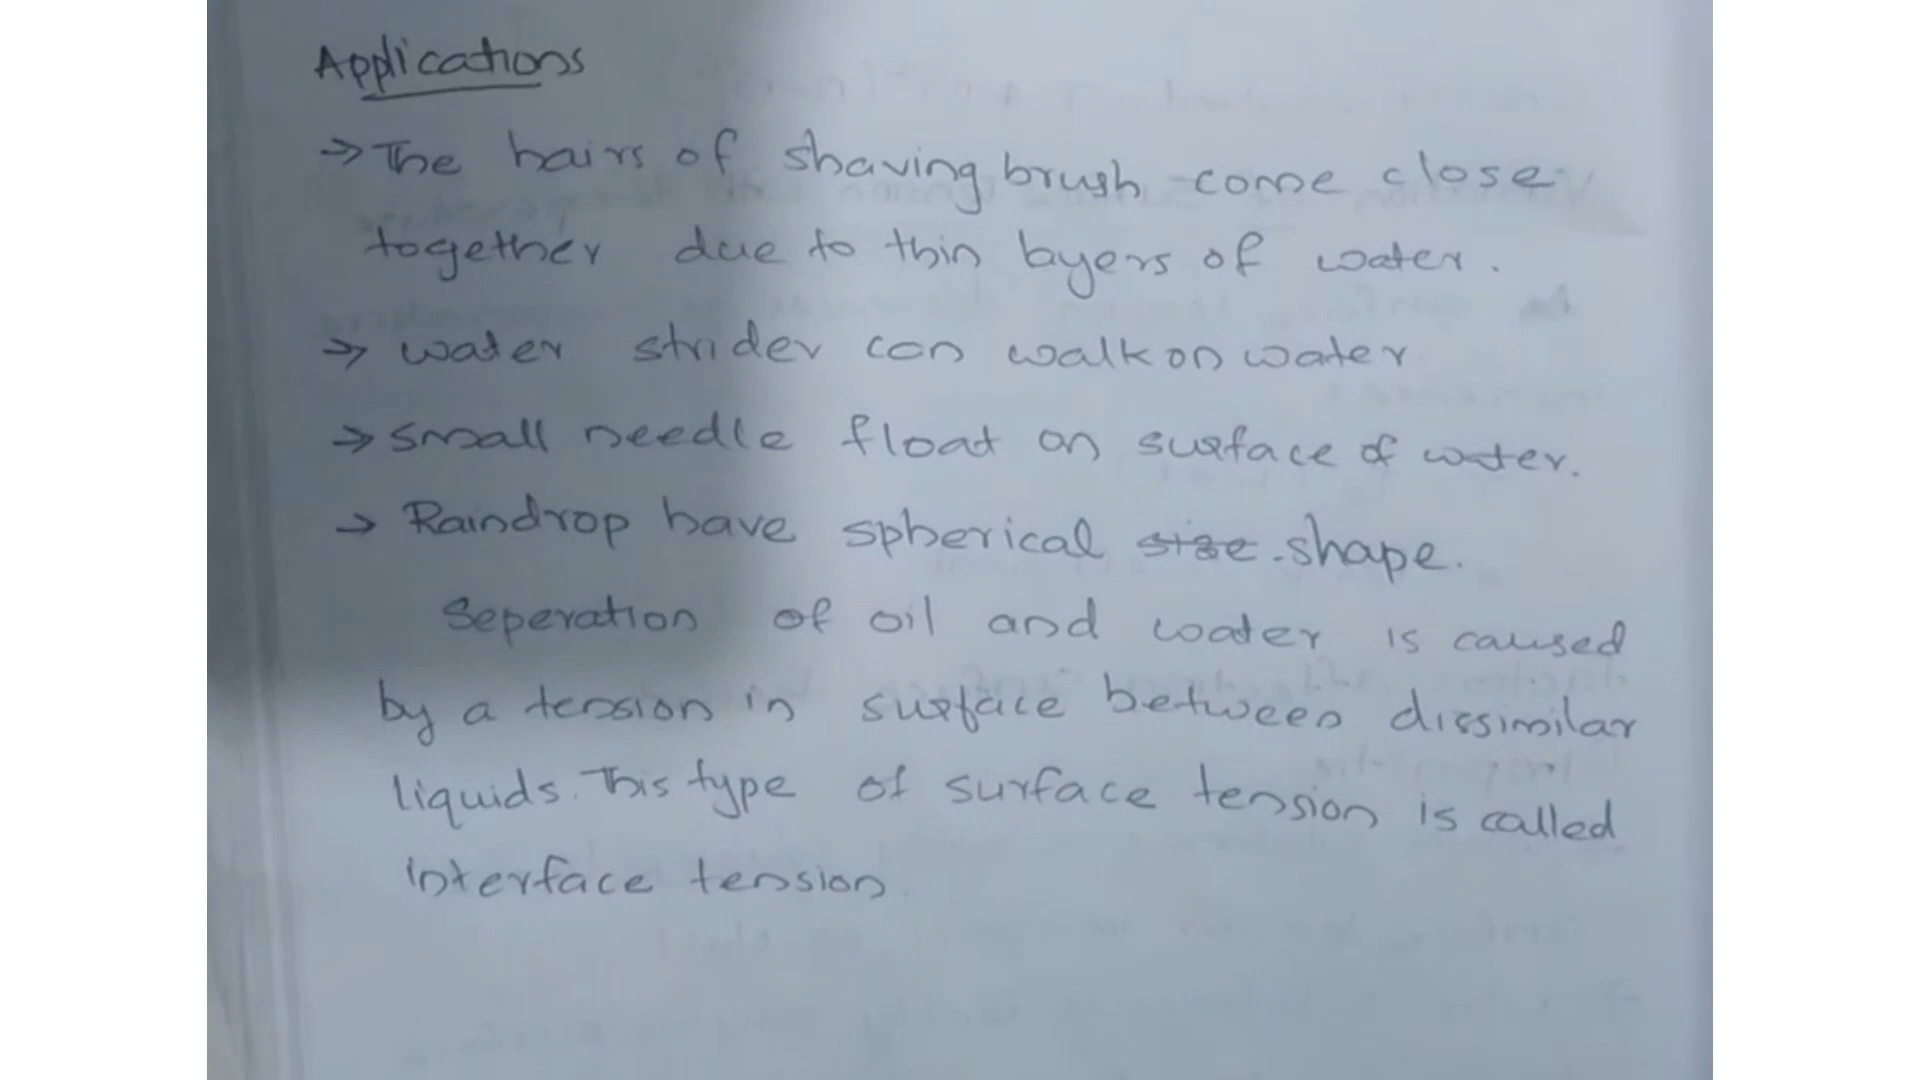 Applications
→ The hairs of shaving brush come close
together due to thin layers of water.
→ water strider can walk on water
→ small needle float on surface of water.
→ Raindrop have spherical size shape.
Seperation of oil and water is caused
by a tension in surface between dissimilar
liquids. This type of surface tension is called
interface tension